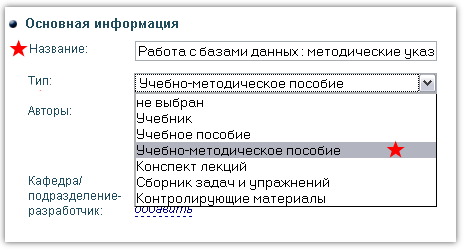 Основная информация
Название: Работа с базами данных : методические указ
Тип: Учебно-методическое пособие
не выбран
Авторы: Учебник
Учебное пособие
Учебно-методическое пособие
Конспект лекций
Кафедра/ Сборник задач и упражнений
подразделение- Контролирующие материалы
разработчик: добавить